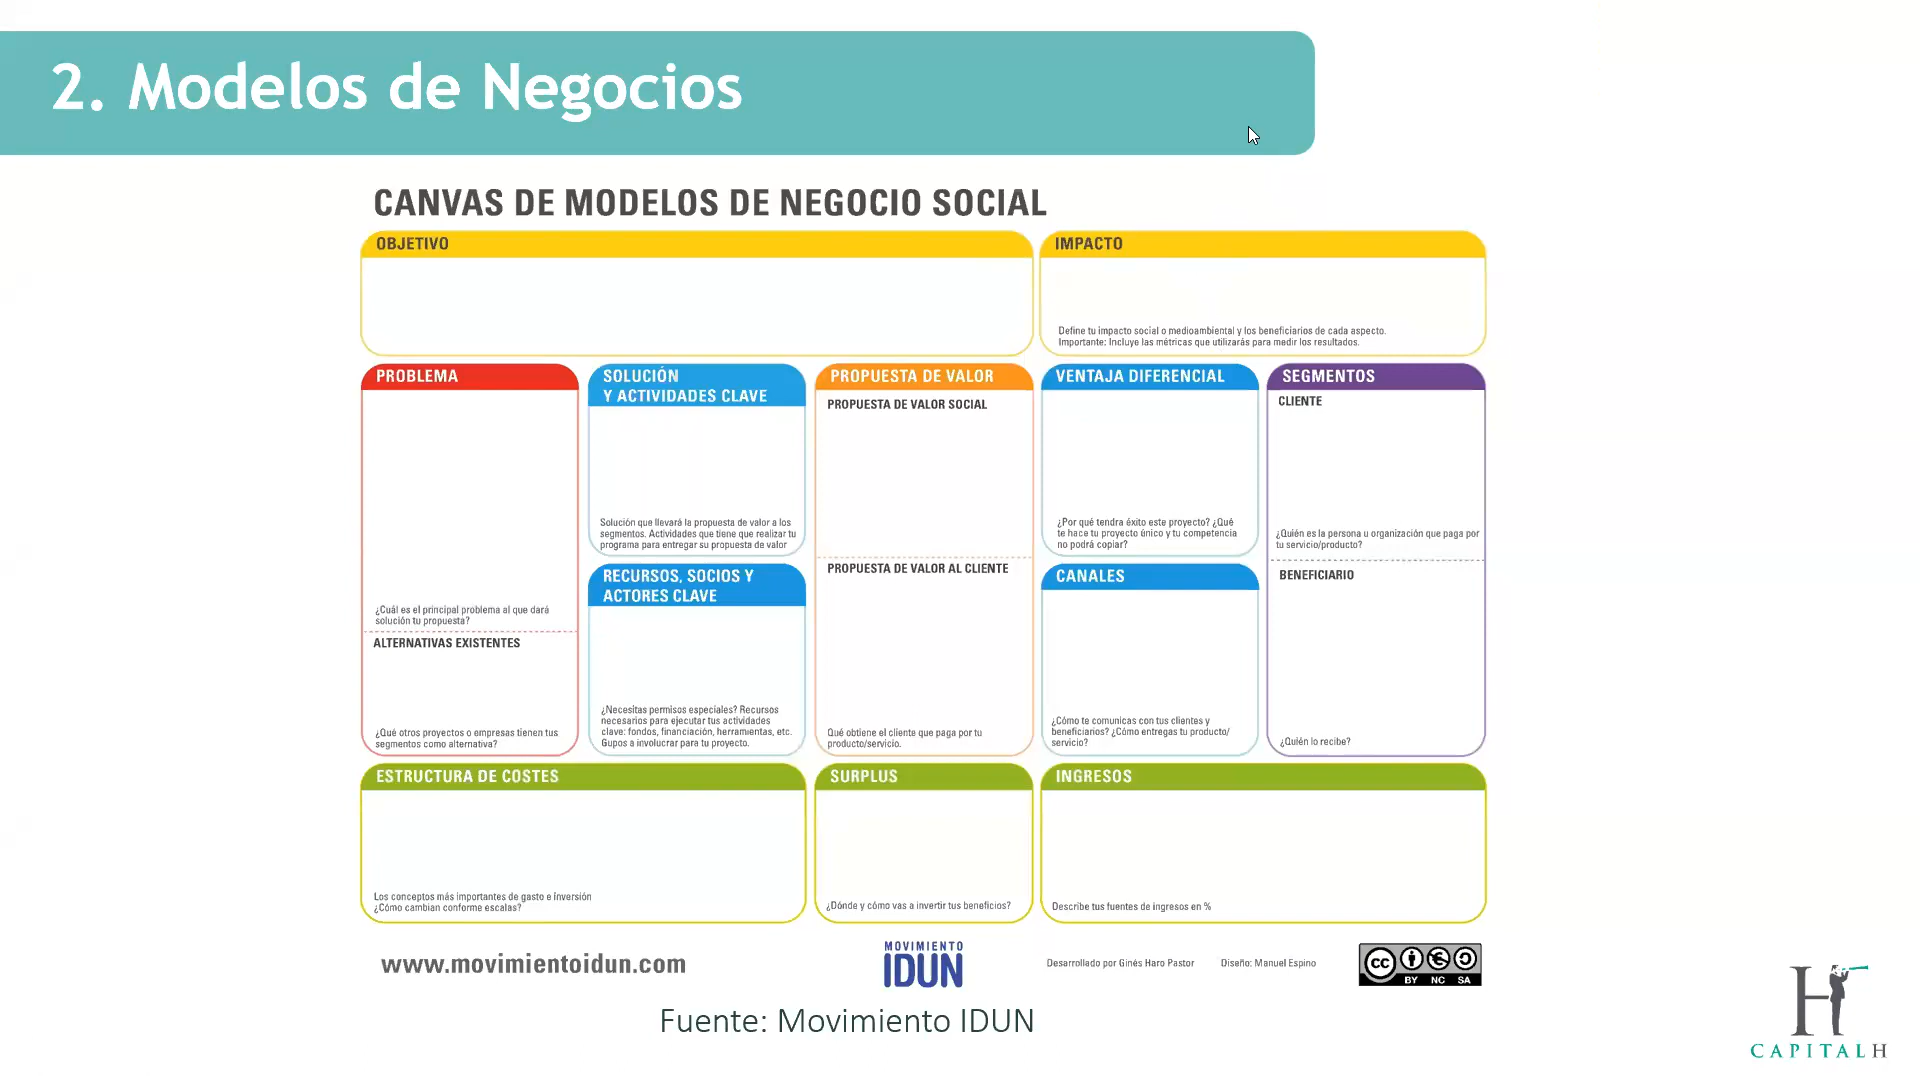 2. Modelos de Negocios
CANVAS DE MODELOS DE NEGOCIO SOCIAL
OBJETIVO
IMPACTO
Define tu impacto social o medioambiental y los beneficiarios de cada aspecto.
Importante: Incluye las métricas que utilizarás para medir los resultados.
PROBLEMA
¿Cuál es el principal problema al que dará
solución tu propuesta?
ALTERNATIVAS EXISTENTES
¿Qué otros proyectos o empresas tienen tus
segmentos como alternativa?
SOLUCIÓN
Y ACTIVIDADES CLAVE
Solución que llevará la propuesta de valor a los
segmentos. Actividades que tiene que realizar tu
programa para entregar su propuesta de valor
RECURSOS, SOCIOS Y
ACTORES CLAVE
¿Necesitas permisos especiales? Recursos
necesarios para ejecutar tus actividades
clave: fondos, financiación, herramientas, etc.
Gupos a involucrar para tu proyecto.
PROPUESTA DE VALOR
PROPUESTA DE VALOR SOCIAL
PROPUESTA DE VALOR AL CLIENTE
Qué obtiene el cliente que paga por tu
producto/servicio.
VENTAJA DIFERENCIAL
¿Por qué tendra éxito este proyecto? ¿Qué
te hace tu proyecto único y tu competencia
no podrá copiar?
CANALES
¿Cómo te comunicas con tus clientes y
beneficiarios? ¿Cómo entregas tu producto/
servicio?
SEGMENTOS
CLIENTE
¿Quién es la persona u organización que paga por
tu servicio/producto?
BENEFICIARIO
¿Quién lo recibe?
ESTRUCTURA DE COSTES
Los conceptos más importantes de gasto e inversión
¿Cómo cambian conforme escalas?
SURPLUS
¿Dónde y cómo vas a invertir tus beneficios?
INGRESOS
Describe tus fuentes de ingresos en %
www.movimientoidun.com
MOVIMIENTO
IDUN
Desarrollado por Ginés Haro Pastor
Diseño: Manuel Espino
cc
BY NC SA
Fuente: Movimiento IDUN
H
CAPITALH